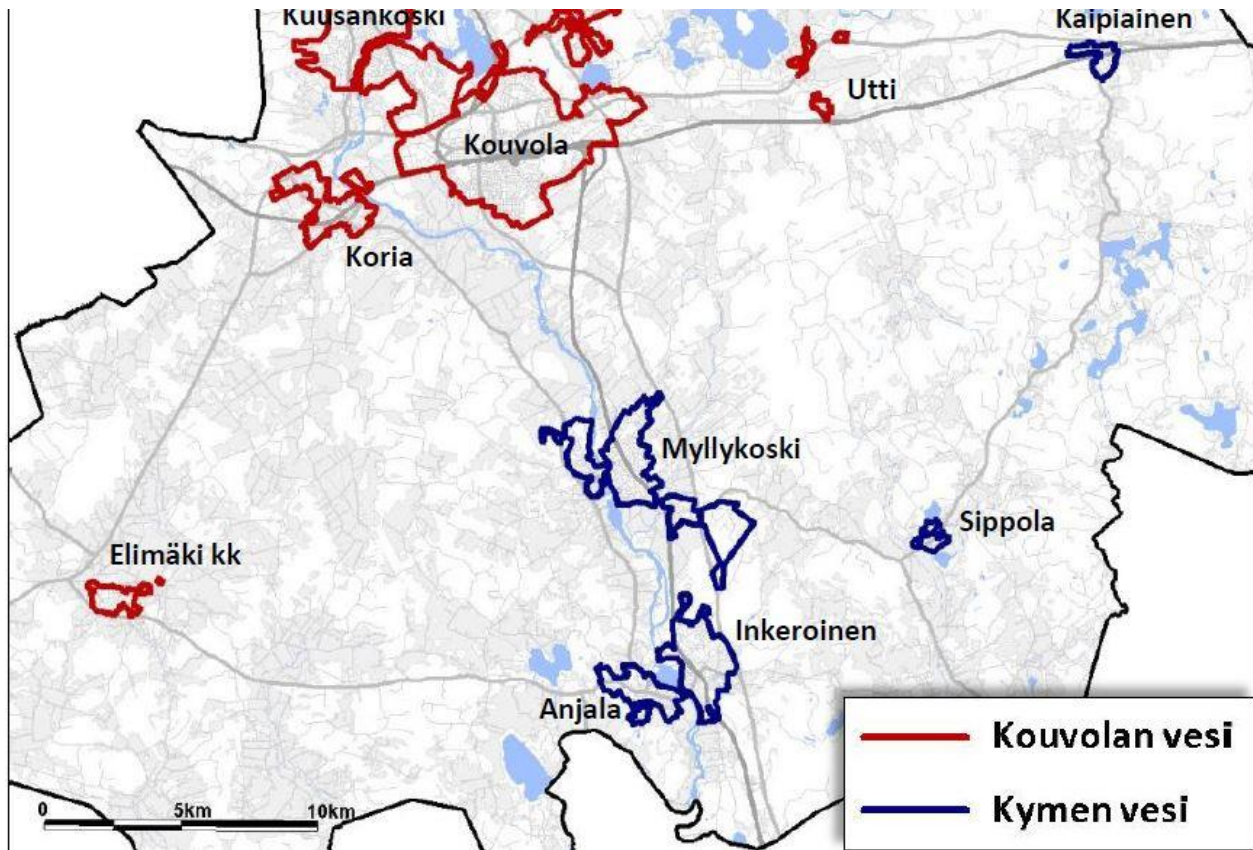 Kuusankoski
Kaipiainen
Utti
Kouvola
Koria
Myllykoski
Sippola
Elimäki kk
Inkeroinen
Anjala
Kouvolan vesi
Kymen vesi
0 5km 10km